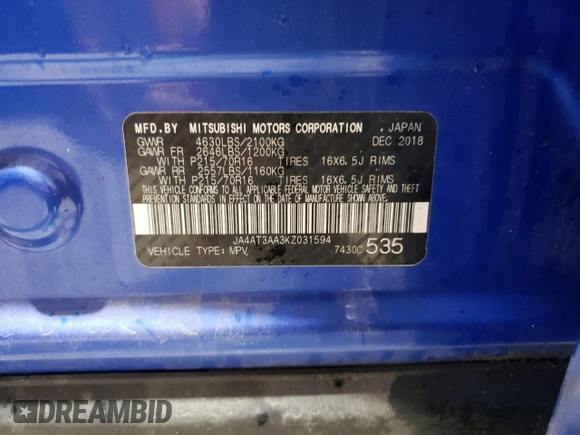 MFD.BY MITSUBISHI MOTORS CORPORATION, JAPAN
GVWR 4630LBS/2100KG DEC 2018
GAWR FR 2646LBS/1200KG
WITH P215/70R16 TIRES 16X6.5J RIMS
GAWR RR 2557LBS/1160KG
WITH P215/70R16 TIRES 16X6.5J RIMS
THIS VEHICLE CONFORMS TO ALL APPLICABLE FEDERAL MOTOR VEHICLE SAFETY AND THEFT
PREVENTION STANDARDS IN EFFECT ON THE DATE OF MANUFACTURE SHOWN ABOVE.
JA4AT3AA3KZ031594
VEHICLE TYPE: MPV 7430C 535
DREAMBID